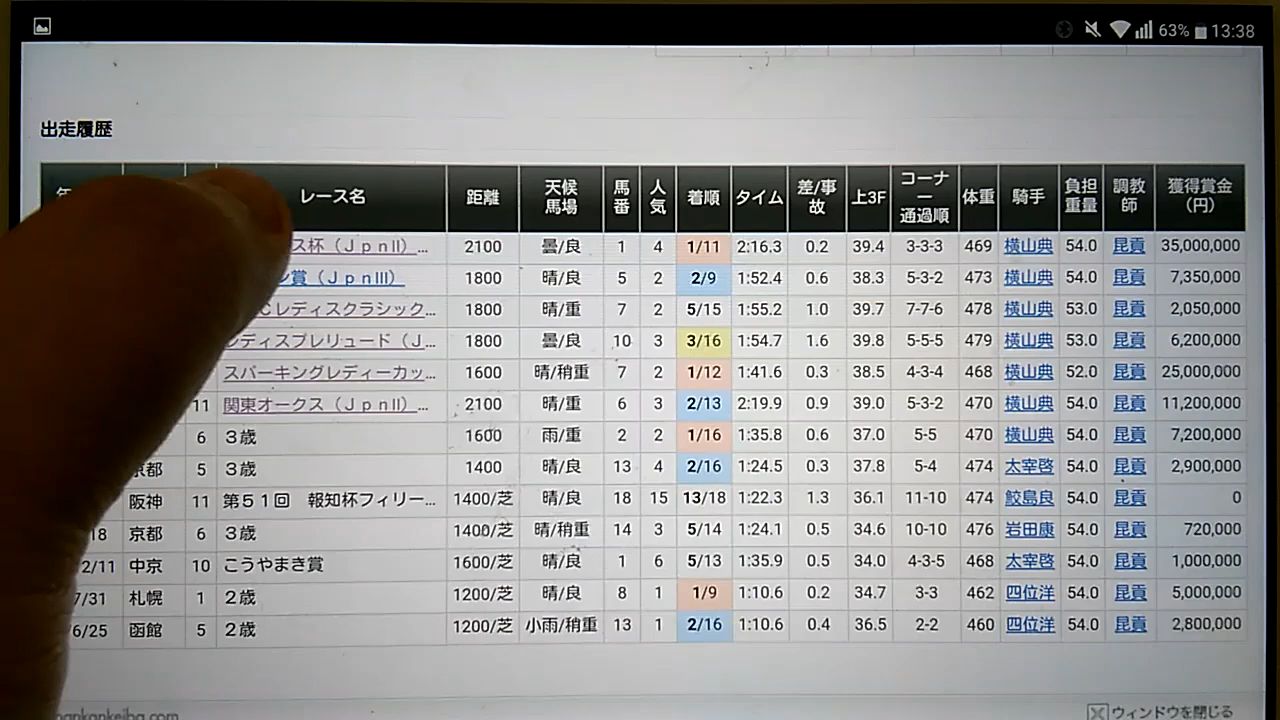 63% 13:38
出走履歴
レース名 距離 天候馬場 馬番 人気 着順 タイム 差/事故 上3F コーナー通過順 体重 騎手 負担重量 調教師 獲得賞金（円）
ス杯（ＪｐｎⅡ）... 2100 曇/良 1 4 1/11 2:16.3 0.2 39.4 3-3-3 469 横山典 54.0 昆貢 35,000,000
ン賞（ＪｐｎⅢ） 1800 晴/良 5 2 2/9 1:52.4 0.6 38.3 5-3-2 473 横山典 54.0 昆貢 7,350,000
Ｃレディスクラシック... 1800 晴/重 7 2 5/15 1:55.2 1.0 39.7 7-7-6 478 横山典 53.0 昆貢 2,050,000
ディスプレリュード（Ｊ... 1800 曇/良 10 3 3/16 1:54.7 1.6 39.8 5-5-5 479 横山典 53.0 昆貢 6,200,000
スパーキングレディーカッ... 1600 晴/稍重 7 2 1/12 1:41.6 0.3 38.5 4-3-4 468 横山典 52.0 昆貢 25,000,000
11 関東オークス（ＪｐｎⅡ）... 2100 晴/重 6 3 2/13 2:19.9 0.9 39.0 5-3-2 470 横山典 54.0 昆貢 11,200,000
6 ３歳 1600 雨/重 2 2 1/16 1:35.8 0.6 37.0 5-5 470 横山典 54.0 昆貢 7,200,000
京都 5 ３歳 1400 晴/良 13 4 2/16 1:24.5 0.3 37.8 5-4 474 太宰啓 54.0 昆貢 2,900,000
阪神 11 第５１回 報知杯フィリー... 1400/芝 晴/良 18 15 13/18 1:22.3 1.3 36.1 11-10 474 鮫島良 54.0 昆貢 0
18 京都 6 ３歳 1400/芝 晴/稍重 14 3 5/14 1:24.1 0.5 34.6 10-10 476 岩田康 54.0 昆貢 720,000
2/11 中京 10 こうやまき賞 1600/芝 晴/良 1 6 5/13 1:35.9 0.5 34.0 4-3-5 468 太宰啓 54.0 昆貢 1,000,000
7/31 札幌 1 ２歳 1200/芝 晴/良 8 1 1/9 1:10.6 0.2 34.7 3-3 462 四位洋 54.0 昆貢 5,000,000
6/25 函館 5 ２歳 1200/芝 小雨/稍重 13 1 2/16 1:10.6 0.4 36.5 2-2 460 四位洋 54.0 昆貢 2,800,000
ウィンドウを閉じる